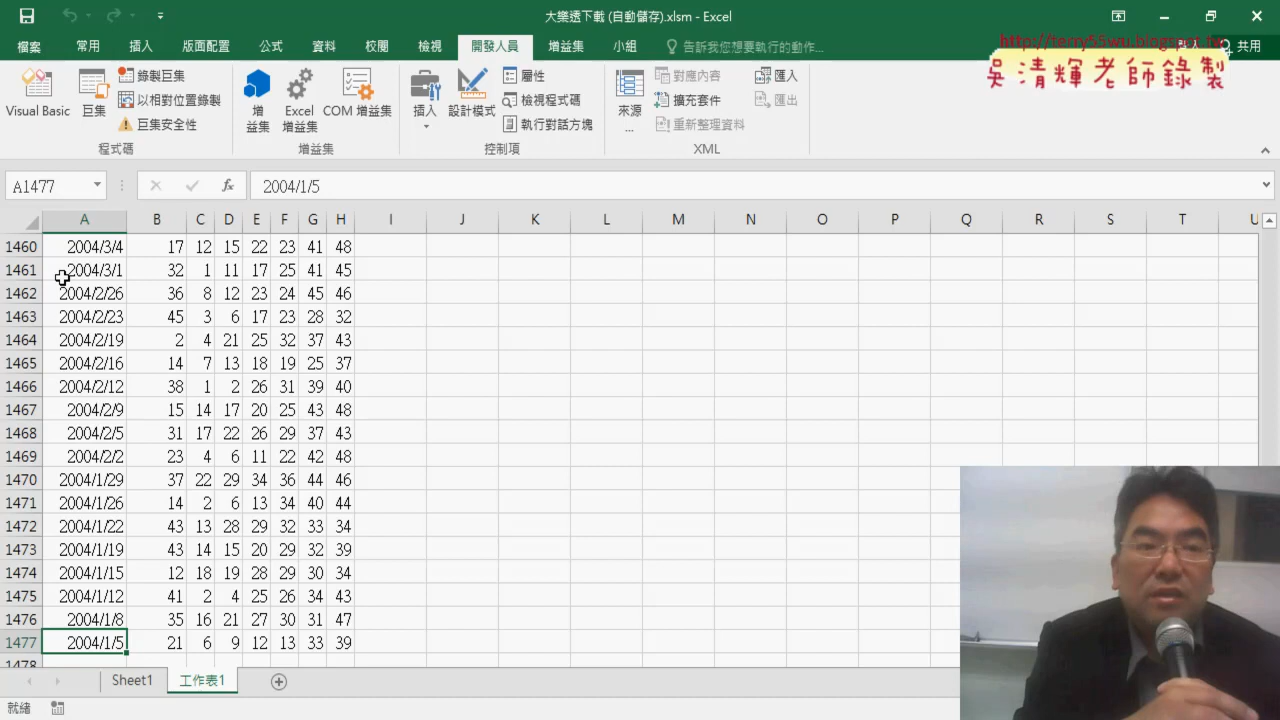 大樂透下載 (自動儲存).xlsm - Excel
http://terry55wu.blogspot.tw
吳清輝老師錄製
檔案 常用 插入 版面配置 公式 資料 校閱 檢視 開發人員 增益集 小組 告訴我您想要執行的動作... 共用
Visual Basic 巨集 錄製巨集 以相對位置錄製 巨集安全性 程式碼
增益集 Excel 增益集 COM 增益集 增益集
插入 設計模式 屬性 檢視程式碼 執行對話方塊 控制項
來源... 對應內容 擴充套件 重新整理資料 匯入 匯出 XML
A1477 fx 2004/1/5
A B C D E F G H I J K L M N O P Q R S T U
1460 2004/3/4 17 12 15 22 23 41 48
1461 2004/3/1 32 1 11 17 25 41 45
1462 2004/2/26 36 8 12 23 24 45 46
1463 2004/2/23 45 3 6 17 23 28 32
1464 2004/2/19 2 4 21 25 32 37 43
1465 2004/2/16 14 7 13 18 19 25 37
1466 2004/2/12 38 1 2 26 31 39 40
1467 2004/2/9 15 14 17 20 25 43 48
1468 2004/2/5 31 17 22 26 29 37 43
1469 2004/2/2 23 4 6 11 22 42 48
1470 2004/1/29 37 22 29 34 36 44 46
1471 2004/1/26 14 2 6 13 34 40 44
1472 2004/1/22 43 13 28 29 32 33 34
1473 2004/1/19 43 14 15 20 29 32 39
1474 2004/1/15 12 18 19 28 29 30 34
1475 2004/1/12 41 2 4 25 26 34 43
1476 2004/1/8 35 16 21 27 30 31 47
1477 2004/1/5 21 6 9 12 13 33 39
1478
Sheet1 工作表1
就緒